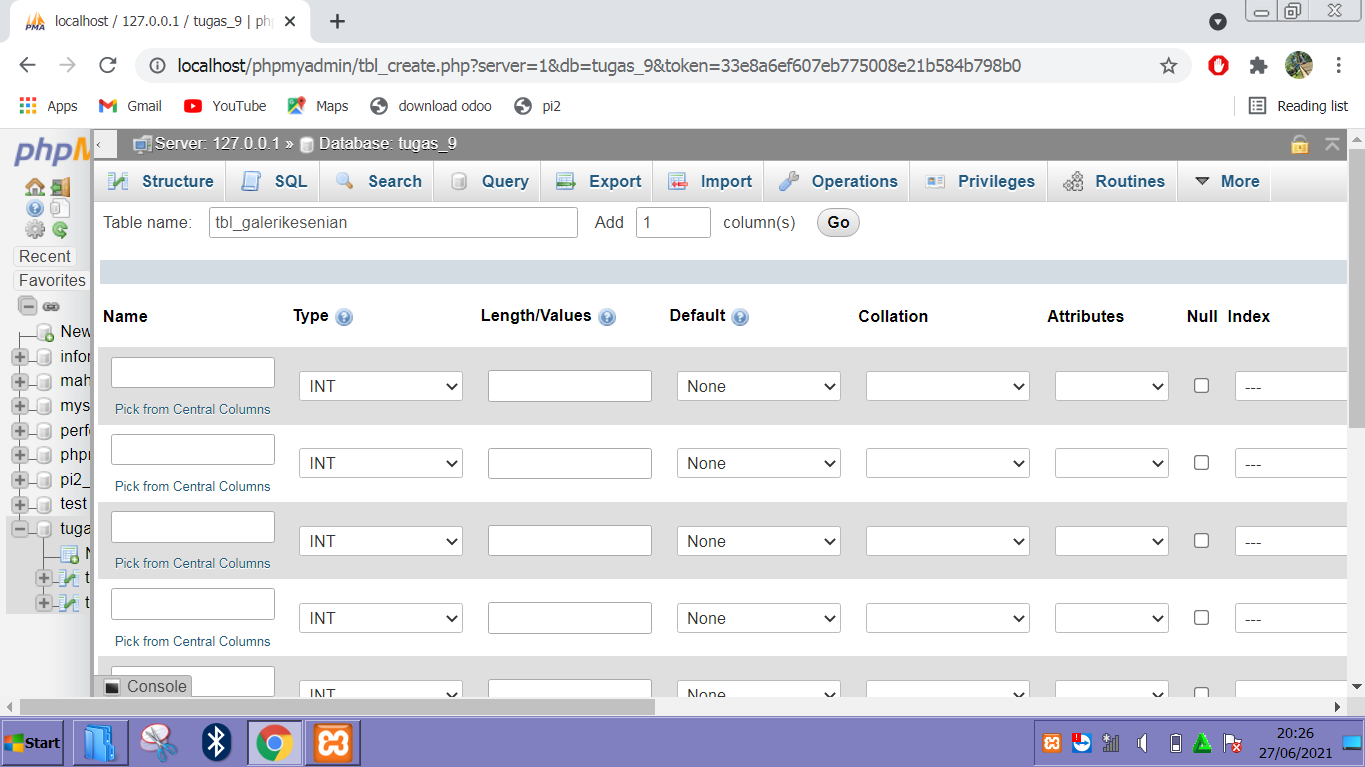 localhost / 127.0.0.1 / tugas_9 | ph
localhost/phpmyadmin/tbl_create.php?server=1&db=tugas_9&token=33e8a6ef607eb775008e21b584b798b0
Apps Gmail YouTube Maps download odoo pi2 Reading list
phpM
Server: 127.0.0.1 » Database: tugas_9
Structure SQL Search Query Export Import Operations Privileges Routines More
Table name: tbl_galerikesenian Add 1 column(s) Go
Recent
Favorites
New
infor
mah
mys
perf
phpr
pi2_
test
tuga
N
t
t
Name Type Length/Values Default Collation Attributes Null Index
INT None ---
Pick from Central Columns
INT None ---
Pick from Central Columns
INT None ---
Pick from Central Columns
INT None ---
Pick from Central Columns
INT None
Console
Start
20:26
27/06/2021